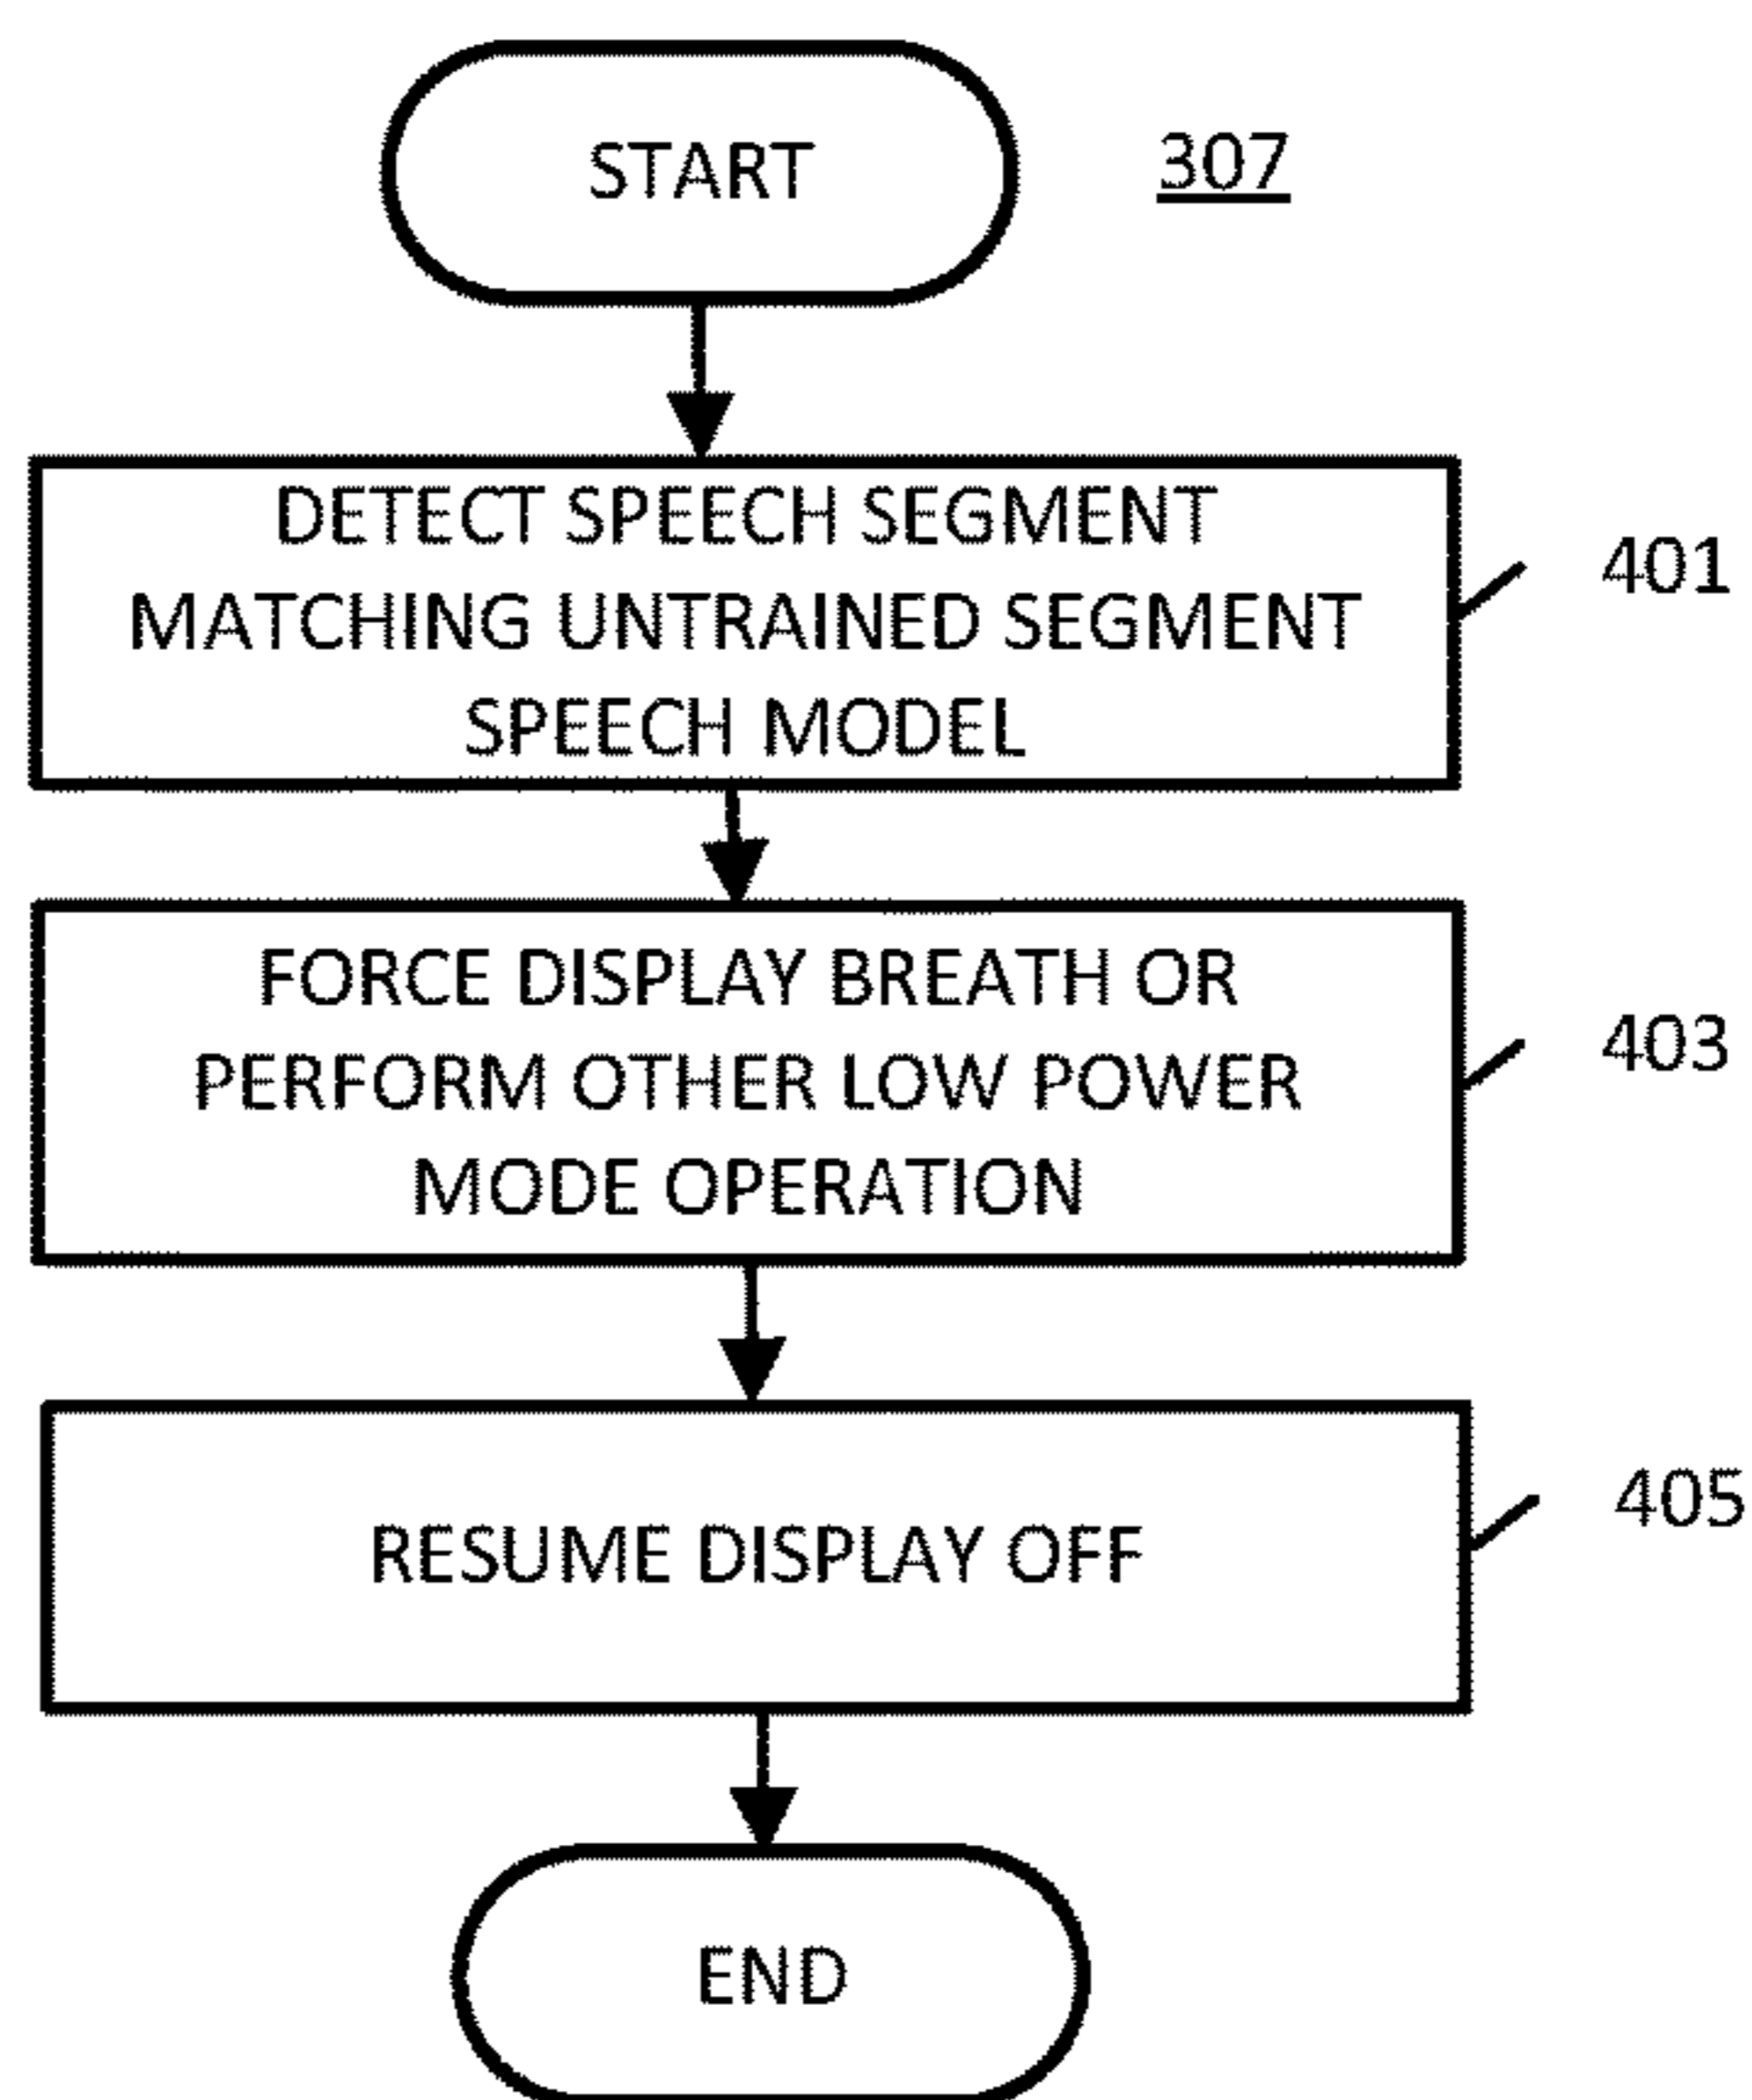 START
307
DETECT SPEECH SEGMENT
MATCHING UNTRAINED SEGMENT
SPEECH MODEL
401
FORCE DISPLAY BREATH OR
PERFORM OTHER LOW POWER
MODE OPERATION
403
RESUME DISPLAY OFF
405
END